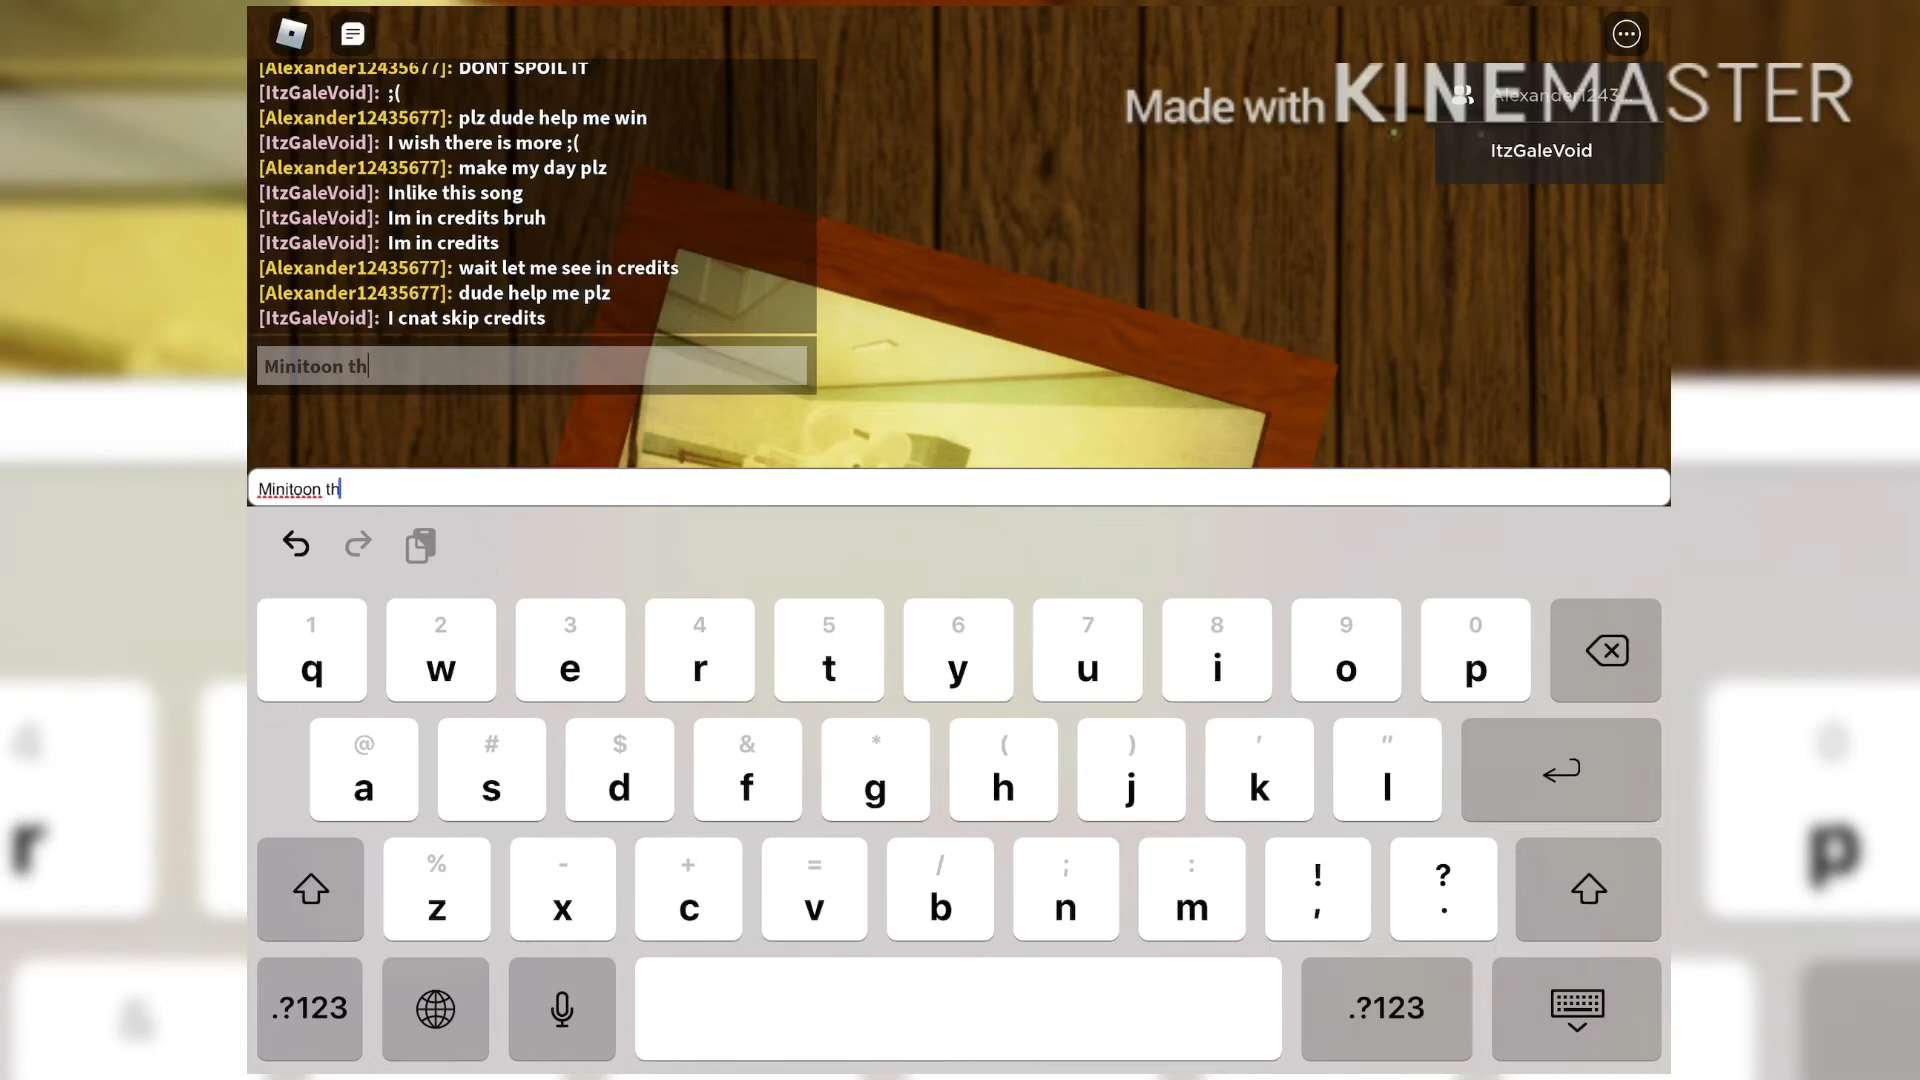 [Alexander12435677]: DONT SPOIL IT
[ItzGaleVoid]: ;(
[Alexander12435677]: plz dude help me win
[ItzGaleVoid]: I wish there is more ;(
[Alexander12435677]: make my day plz
[ItzGaleVoid]: Inlike this song
[ItzGaleVoid]: Im in credits bruh
[ItzGaleVoid]: Im in credits
[Alexander12435677]: wait let me see in credits
[Alexander12435677]: dude help me plz
[ItzGaleVoid]: I cnat skip credits
Minitoon th
Made with KINEMASTER
Alexander1243...
ItzGaleVoid
Minitoon th
1 2 3 4 5 6 7 8 9 0
q w e r t y u i o p
@ # $ & * ( ) ' "
a s d f g h j k l
% - + = / ; : ! ?
z x c v b n m , .
.?123 .?123
4
r
0
p
&